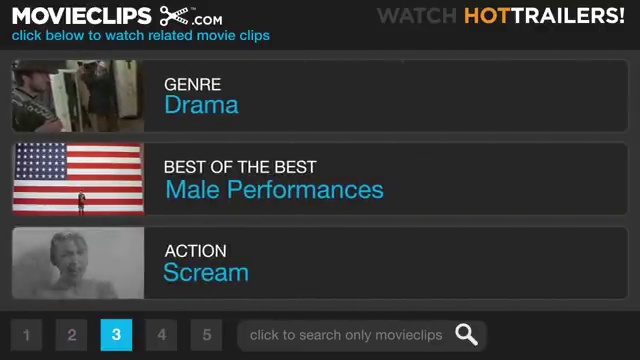 MOVIECLIPS .COM
WATCH HOTTRAILERS!
click below to watch related movie clips
GENRE
Drama
BEST OF THE BEST
Male Performances
ACTION
Scream
1 2 3 4 5
click to search only movieclips